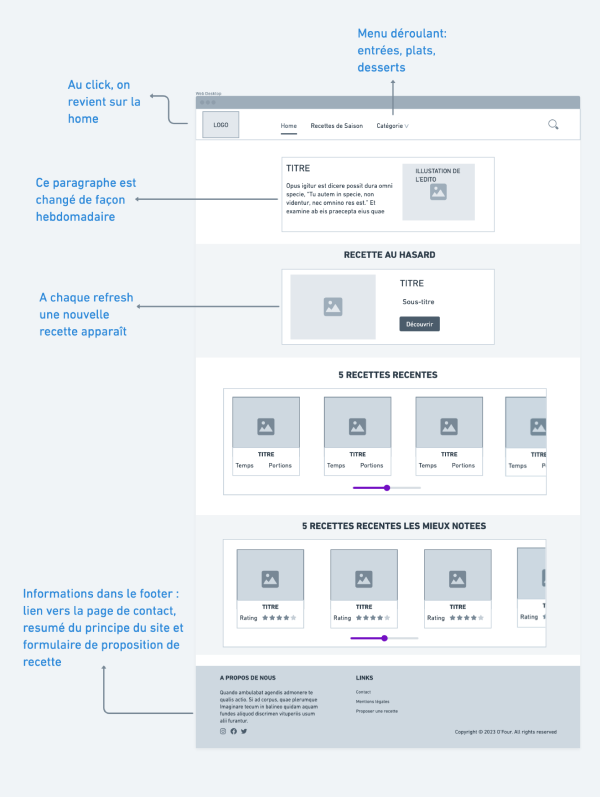 Menu déroulant:
entrées, plats,
desserts
Au click, on
revient sur la
home
Web Desktop
LOGO
Home
Recettes de Saison
Catégorie
TITRE
Opus igitur est dicere possit dura omni
specie, "Tu autem in specie, non
videntur, nec omnino res est." Et
examine ab eis praecepta eius quae
ILLUSTATION DE
L'EDITO
Ce paragraphe est
changé de façon
hebdomadaire
RECETTE AU HASARD
TITRE
Sous-titre
Découvrir
A chaque refresh
une nouvelle
recette apparaît
5 RECETTES RECENTES
TITRE
Temps Portions
TITRE
Temps Portions
TITRE
Temps Portions
TITRE
Temps
5 RECETTES RECENTES LES MIEUX NOTEES
TITRE
Rating
TITRE
Rating
TITRE
Rating
TITRE
Rating
Informations dans le footer :
lien vers la page de contact,
resumé du principe du site et
formulaire de proposition de
recette
A PROPOS DE NOUS
Quando ambulabat agendis admonere te
qualis actio. Si ad corpus, quae plerumque
Imaginare lecum in balineo quidam aquam
fundes aliquod discrimen vituperiis usum
alii furantur.
LINKS
Contact
Mentions légales
Proposer une recette
Copyright © 2023 O'Four. All rights reserved